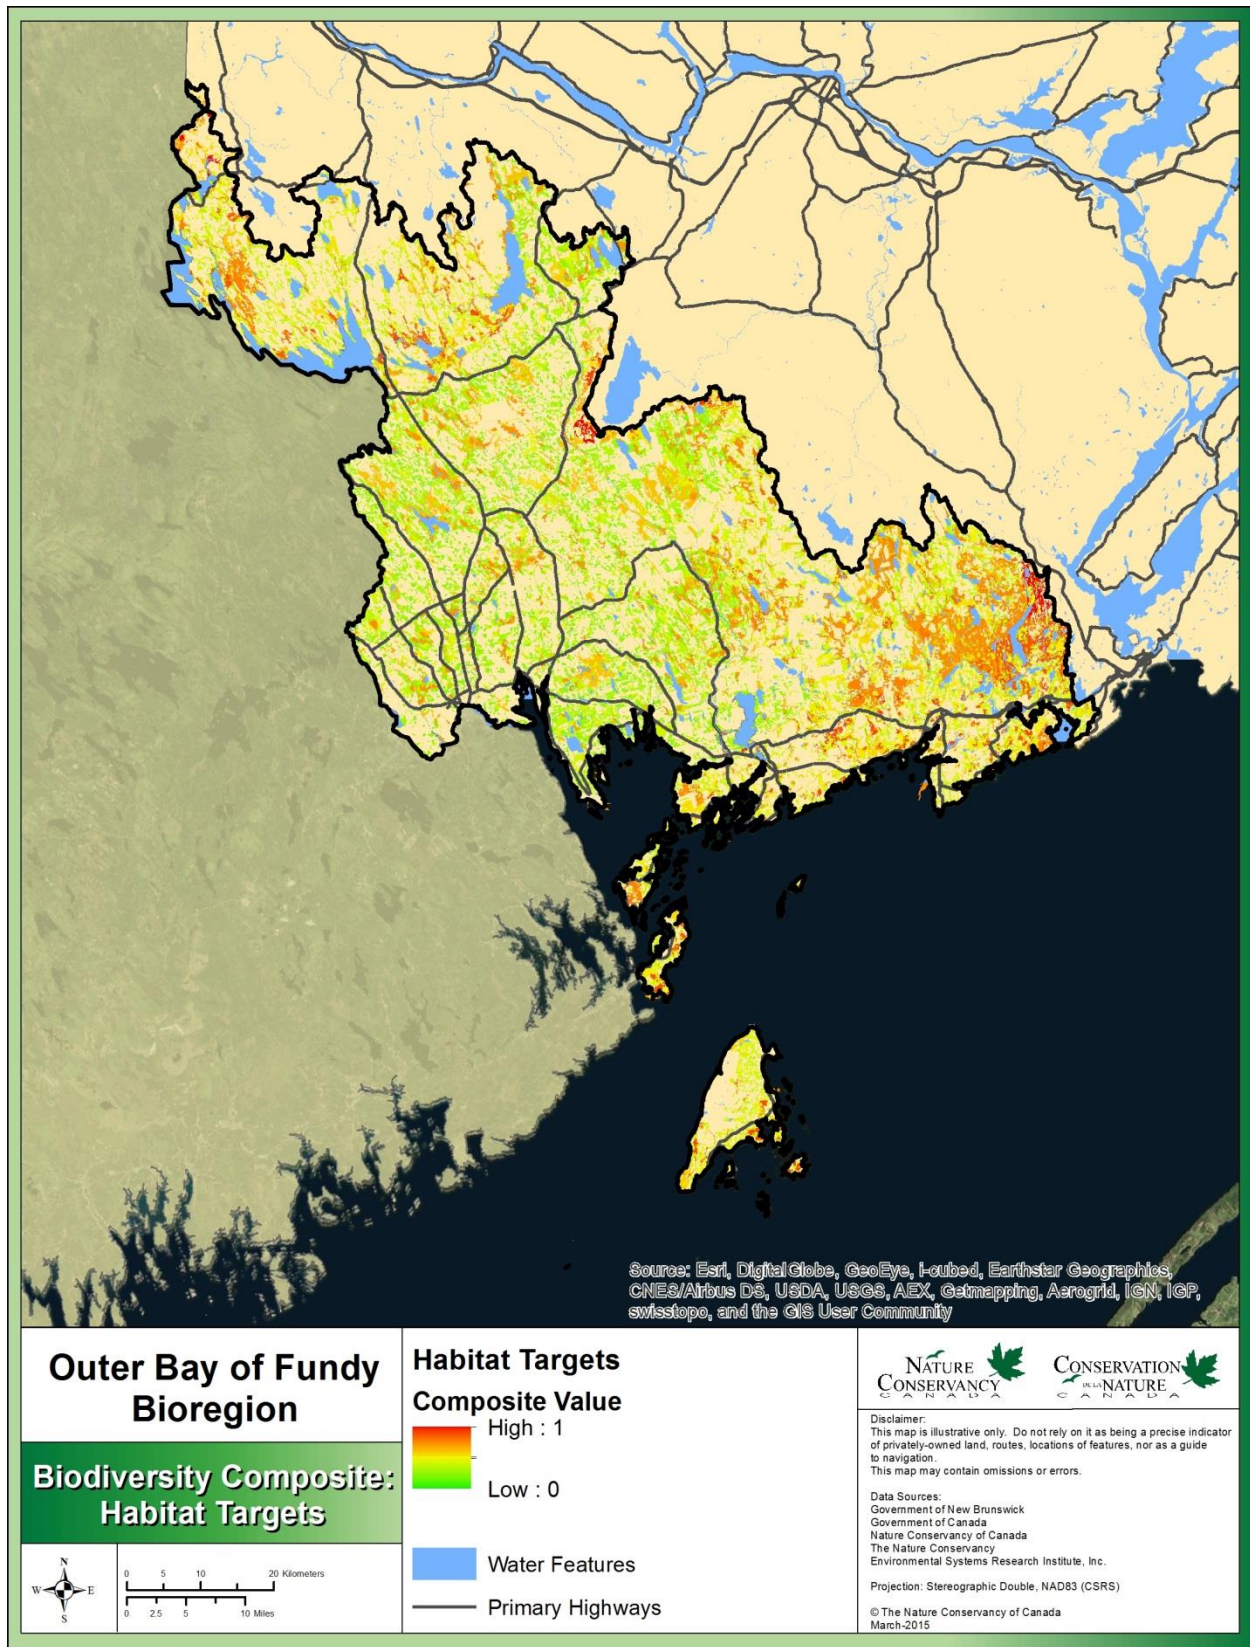 Source: Esri, DigitalGlobe, GeoEye, i-cubed, Earthstar Geographics,
CNES/Airbus DS, USDA, USGS, AEX, Getmapping, Aerogrid, IGN, IGP,
swisstopo, and the GIS User Community
Outer Bay of Fundy
Bioregion
Biodiversity Composite:
Habitat Targets
N
W
E
S
0 5 10 20 Kilometers
0 2.5 5 10 Miles
Habitat Targets
Composite Value
High : 1
Low : 0
Water Features
Primary Highways
NATURE
CONSERVANCY
CANADA
CONSERVATION
DE LA NATURE
CANADA
Disclaimer:
This map is illustrative only. Do not rely on it as being a precise indicator
of privately-owned land, routes, locations of features, nor as a guide
to navigation.
This map may contain omissions or errors.
Data Sources:
Government of New Brunswick
Government of Canada
Nature Conservancy of Canada
The Nature Conservancy
Environmental Systems Research Institute, Inc.
Projection: Stereographic Double, NAD83 (CSRS)
© The Nature Conservancy of Canada
March-2015